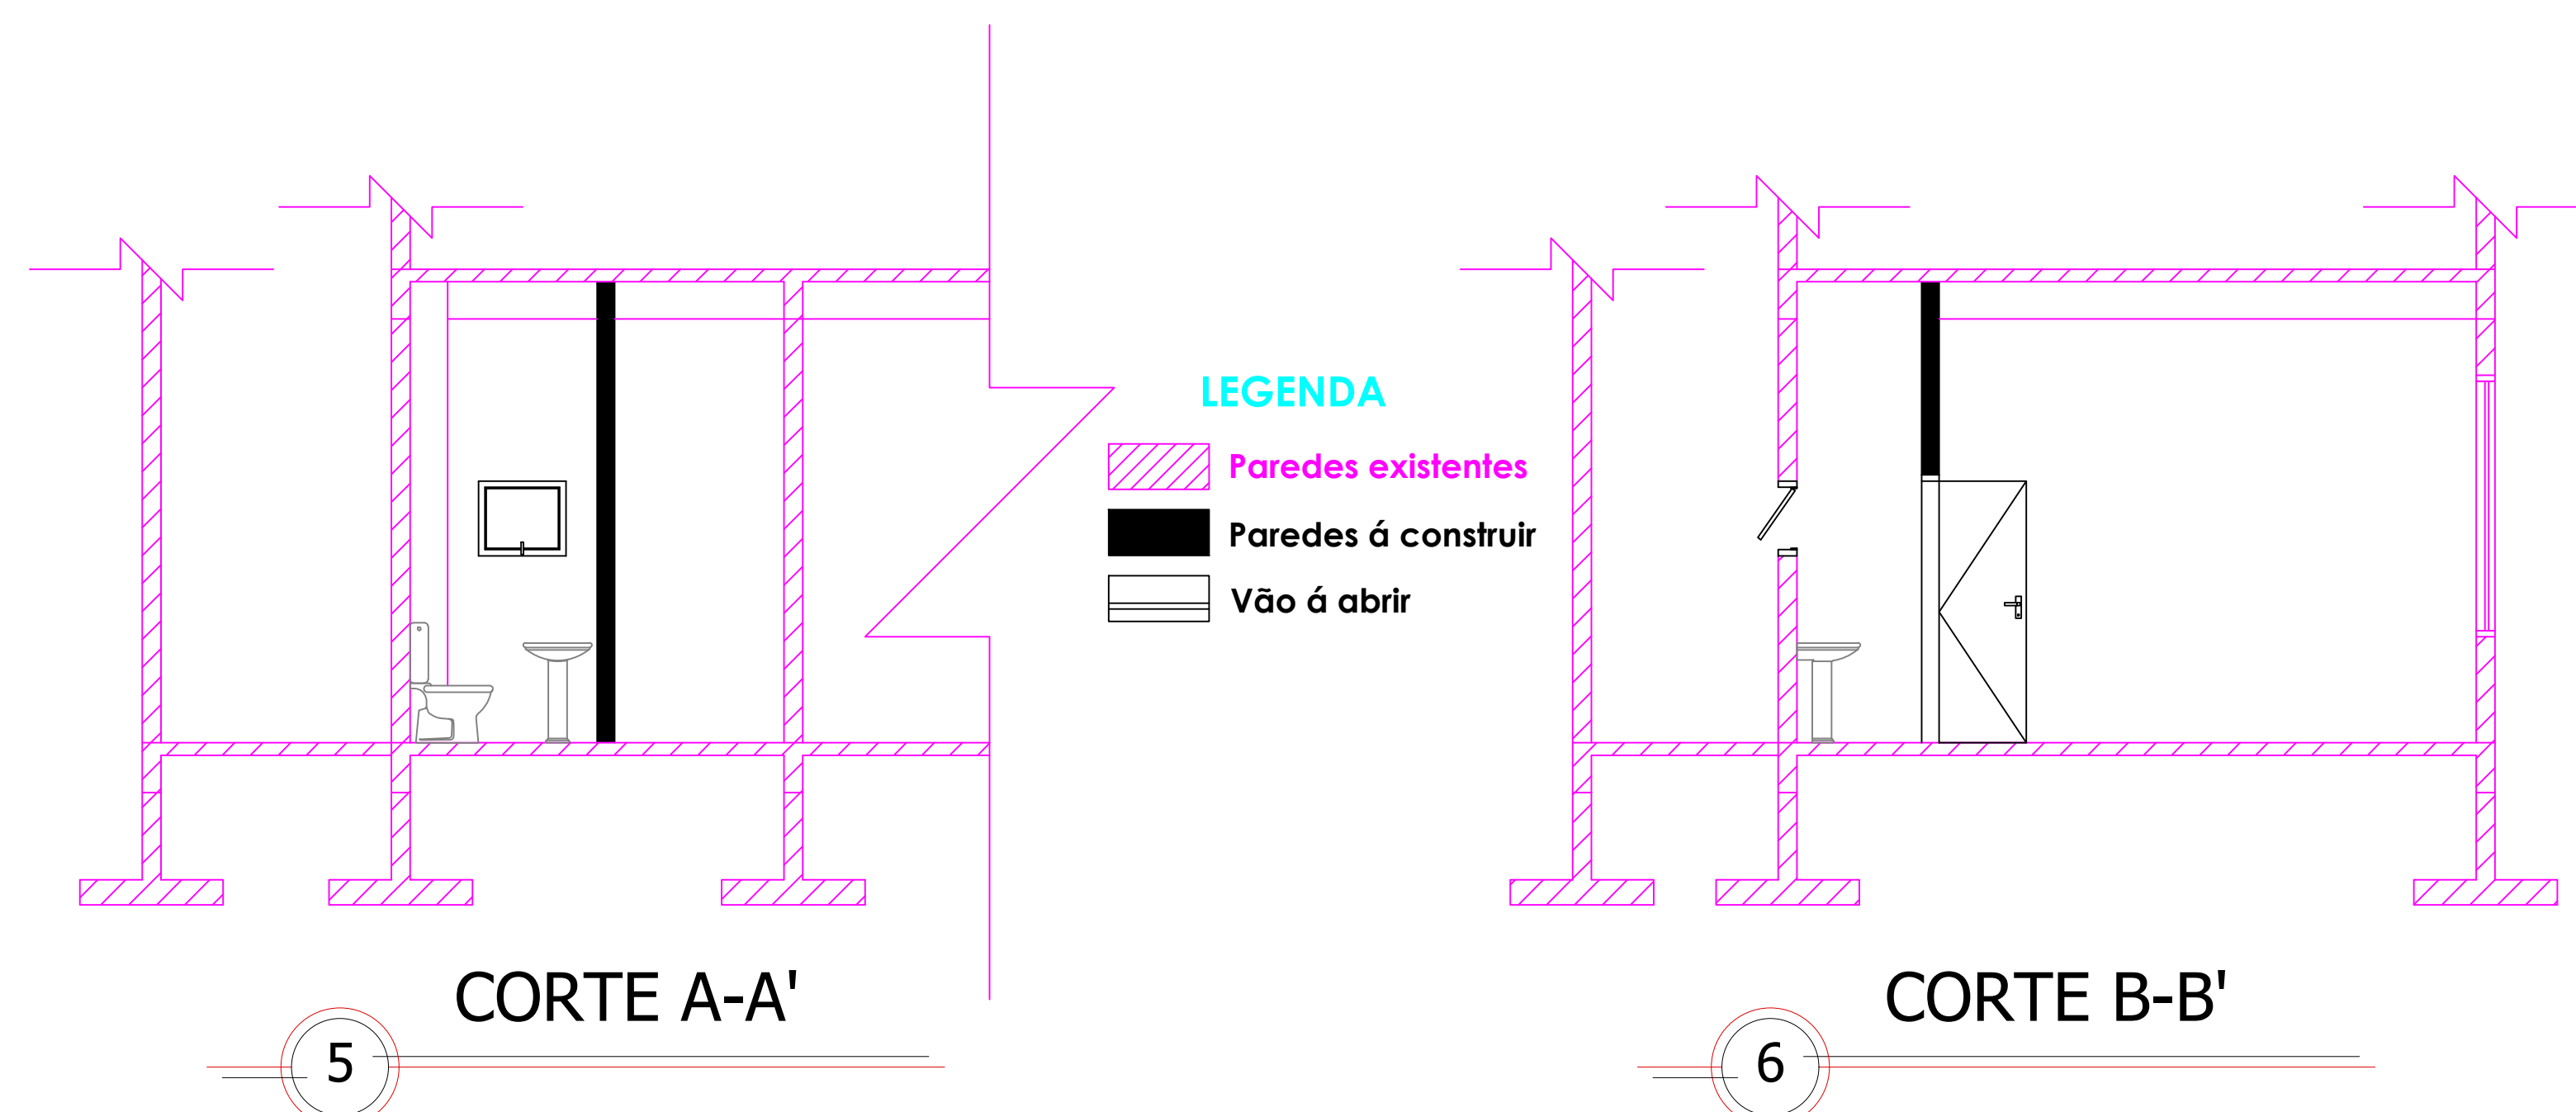 LEGENDA
Paredes existentes
Paredes á construir
Vão á abrir
CORTE A-A'
5
CORTE B-B'
6